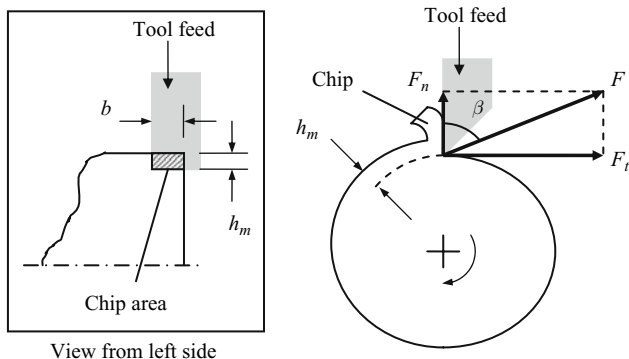 Tool feed
b
h_m
Chip area
View from left side
Tool feed
Chip
F_n
F
β
h_m
F_t